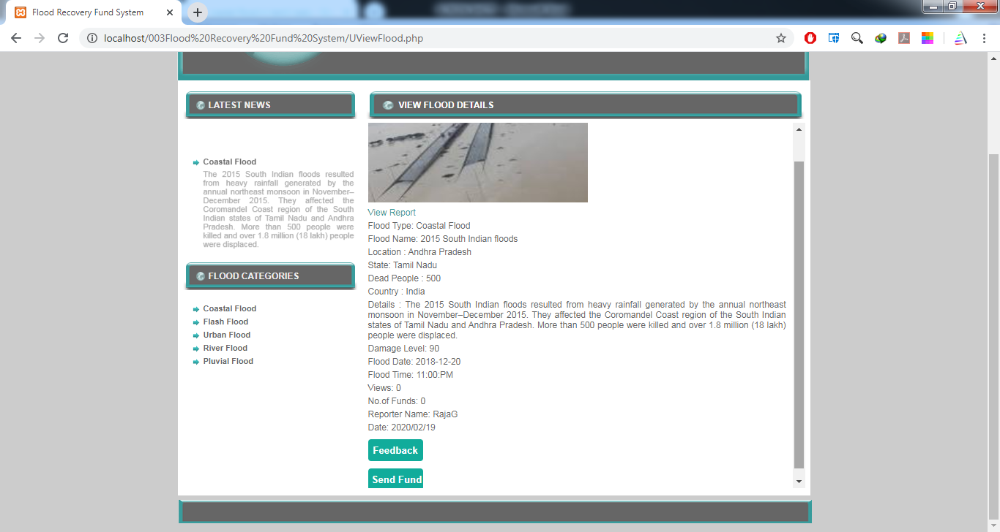 Flood Recovery Fund System
localhost/003Flood%20Recovery%20Fund%20System/UViewFlood.php
LATEST NEWS
Coastal Flood
The 2015 South Indian floods resulted
from heavy rainfall generated by the
annual northeast monsoon in November–
December 2015. They affected the
Coromandel Coast region of the South
Indian states of Tamil Nadu and Andhra
Pradesh. More than 500 people were
killed and over 1.8 million (18 lakh) people
were displaced.
FLOOD CATEGORIES
Coastal Flood
Flash Flood
Urban Flood
River Flood
Pluvial Flood
VIEW FLOOD DETAILS
View Report
Flood Type: Coastal Flood
Flood Name: 2015 South Indian floods
Location : Andhra Pradesh
State: Tamil Nadu
Dead People : 500
Country : India
Details : The 2015 South Indian floods resulted from heavy rainfall generated by the annual northeast
monsoon in November–December 2015. They affected the Coromandel Coast region of the South Indian
states of Tamil Nadu and Andhra Pradesh. More than 500 people were killed and over 1.8 million (18 lakh)
people were displaced.
Damage Level: 90
Flood Date: 2018-12-20
Flood Time: 11:00:PM
Views: 0
No.of Funds: 0
Reporter Name: RajaG
Date: 2020/02/19
Feedback
Send Fund